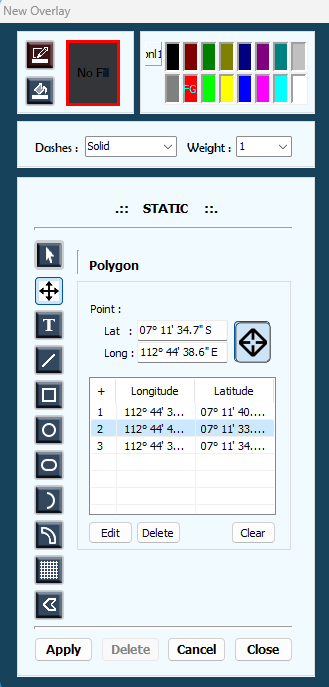 New Overlay
No Fill
FG
Dashes : Solid Weight : 1
.:: STATIC ::.
T
Polygon
Point :
Lat : 07° 11' 34.7" S
Long : 112° 44' 38.6" E
+ Longitude Latitude
1 112° 44' 3... 07° 11' 40....
2 112° 44' 4... 07° 11' 33....
3 112° 44' 3... 07° 11' 34....
Edit Delete Clear
Apply Delete Cancel Close